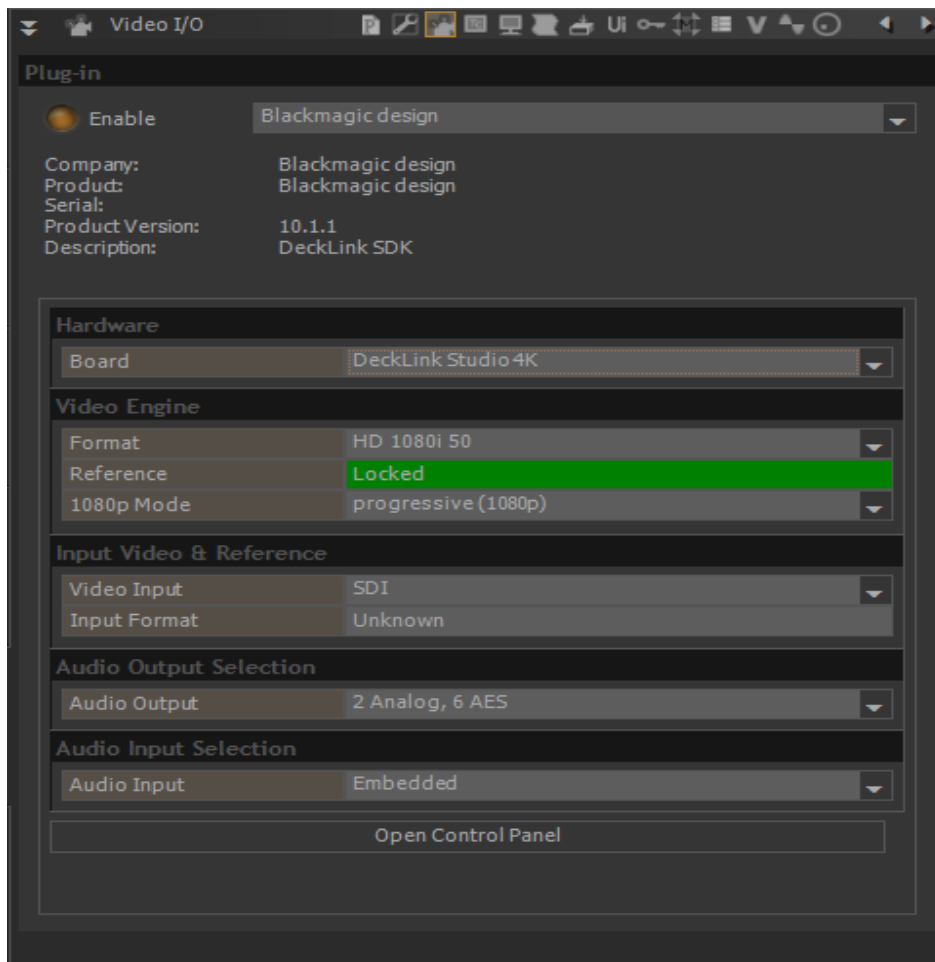 Video I/O
P
TC
Ui
M
V
Plug-in
Enable Blackmagic design
Company: Blackmagic design
Product: Blackmagic design
Serial:
Product Version: 10.1.1
Description: DeckLink SDK
Hardware
Board DeckLink Studio 4K
Video Engine
Format HD 1080i 50
Reference Locked
1080p Mode progressive (1080p)
Input Video & Reference
Video Input SDI
Input Format Unknown
Audio Output Selection
Audio Output 2 Analog, 6 AES
Audio Input Selection
Audio Input Embedded
Open Control Panel